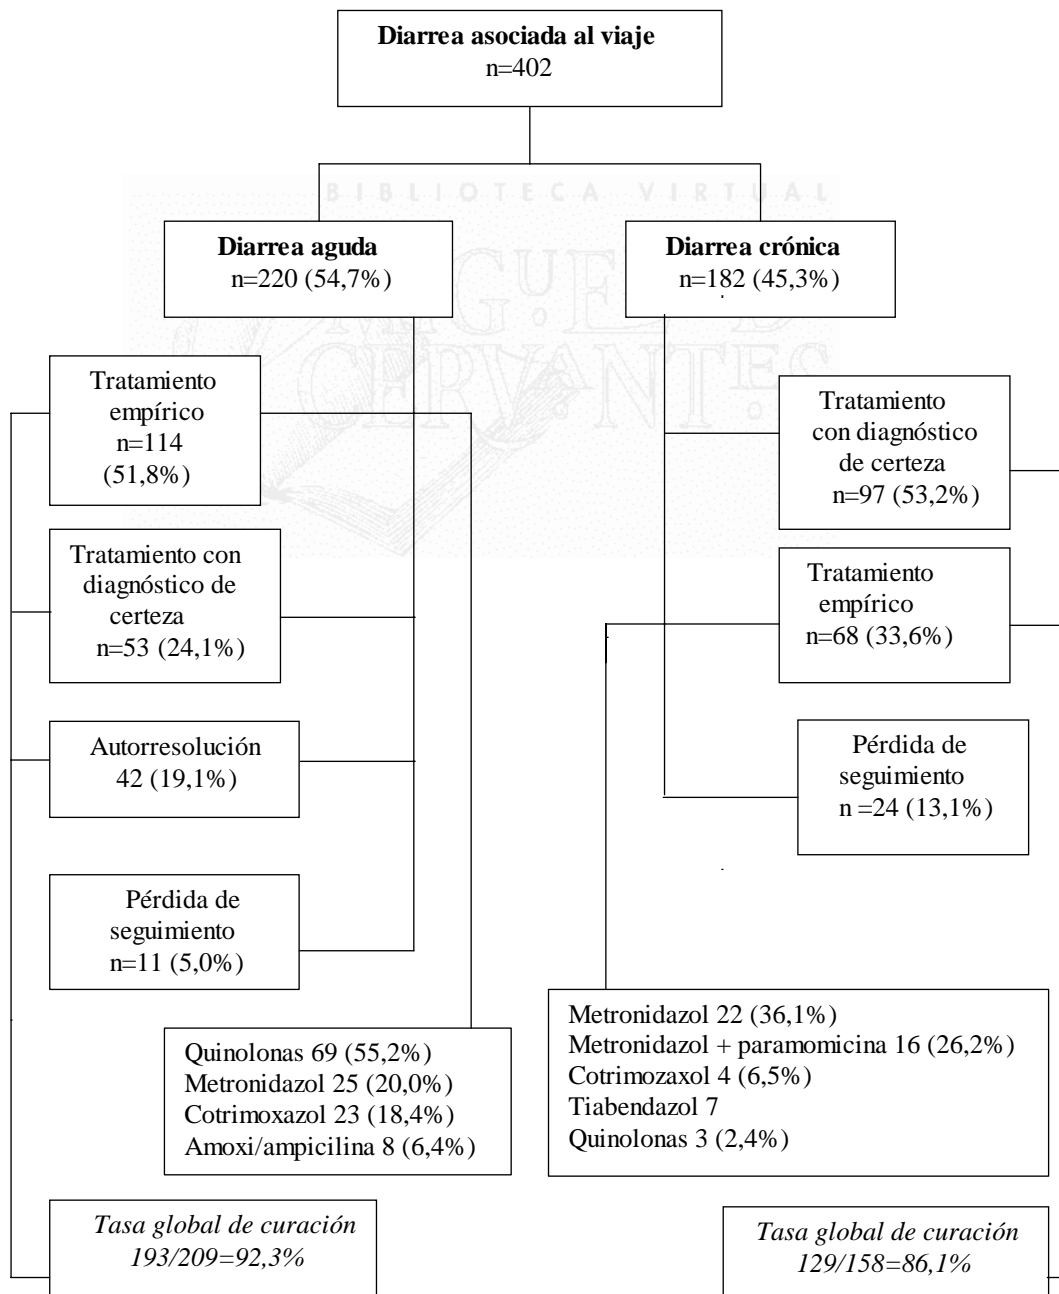 Diarrea asociada al viaje
n=402
BIBLIOTECA VIRTUAL
MIGUEL D
CERVANTES
Diarrea aguda
n=220 (54,7%)
Diarrea crónica
n=182 (45,3%)
Tratamiento
empírico
n=114
(51,8%)
Tratamiento con
diagnóstico de
certeza
n=53 (24,1%)
Autorresolución
42 (19,1%)
Pérdida de
seguimiento
n=11 (5,0%)
Tratamiento
con diagnóstico
de certeza
n=97 (53,2%)
Tratamiento
empírico
n=68 (33,6%)
Pérdida de
seguimiento
n =24 (13,1%)
Quinolonas 69 (55,2%)
Metronidazol 25 (20,0%)
Cotrimoxazol 23 (18,4%)
Amoxi/ampicilina 8 (6,4%)
Metronidazol 22 (36,1%)
Metronidazol + paramomicina 16 (26,2%)
Cotrimozaxol 4 (6,5%)
Tiabendazol 7
Quinolonas 3 (2,4%)
Tasa global de curación
193/209=92,3%
Tasa global de curación
129/158=86,1%